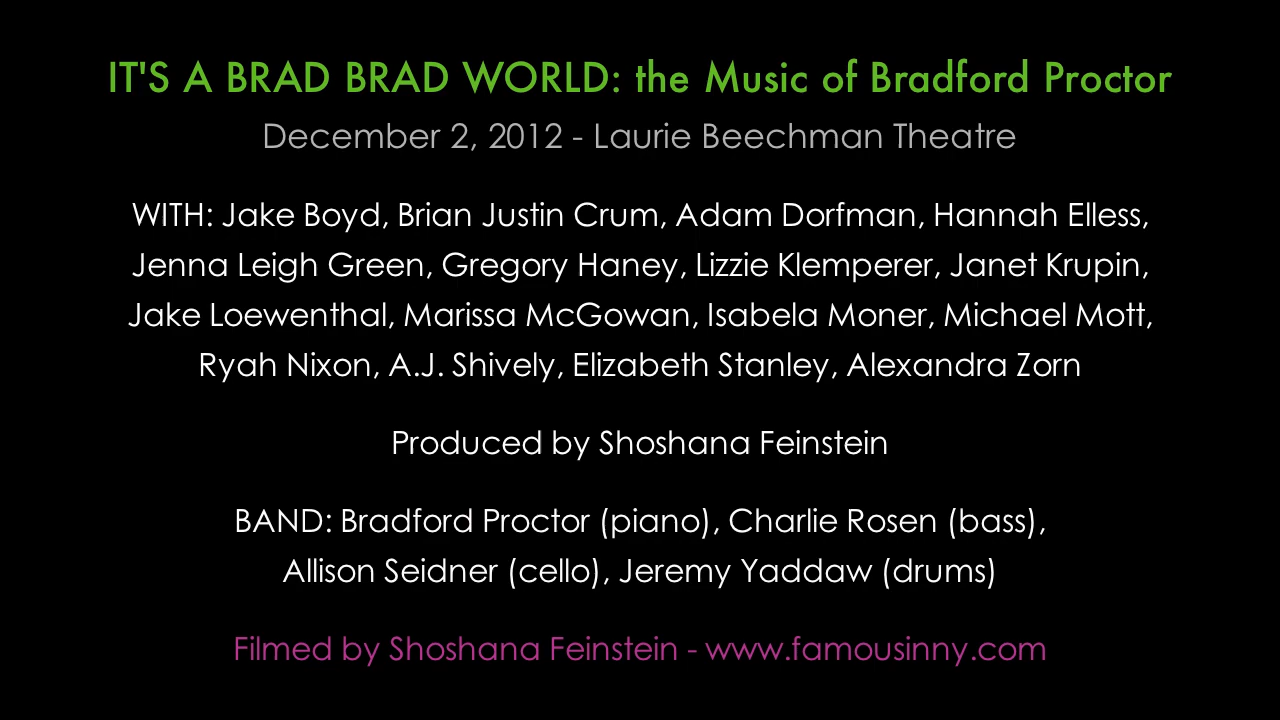 IT'S A BRAD BRAD WORLD: the Music of Bradford Proctor
December 2, 2012 - Laurie Beechman Theatre
WITH: Jake Boyd, Brian Justin Crum, Adam Dorfman, Hannah Elless,
Jenna Leigh Green, Gregory Haney, Lizzie Klemperer, Janet Krupin,
Jake Loewenthal, Marissa McGowan, Isabela Moner, Michael Mott,
Ryah Nixon, A.J. Shively, Elizabeth Stanley, Alexandra Zorn
Produced by Shoshana Feinstein
BAND: Bradford Proctor (piano), Charlie Rosen (bass),
Allison Seidner (cello), Jeremy Yaddaw (drums)
Filmed by Shoshana Feinstein - www.famousinny.com